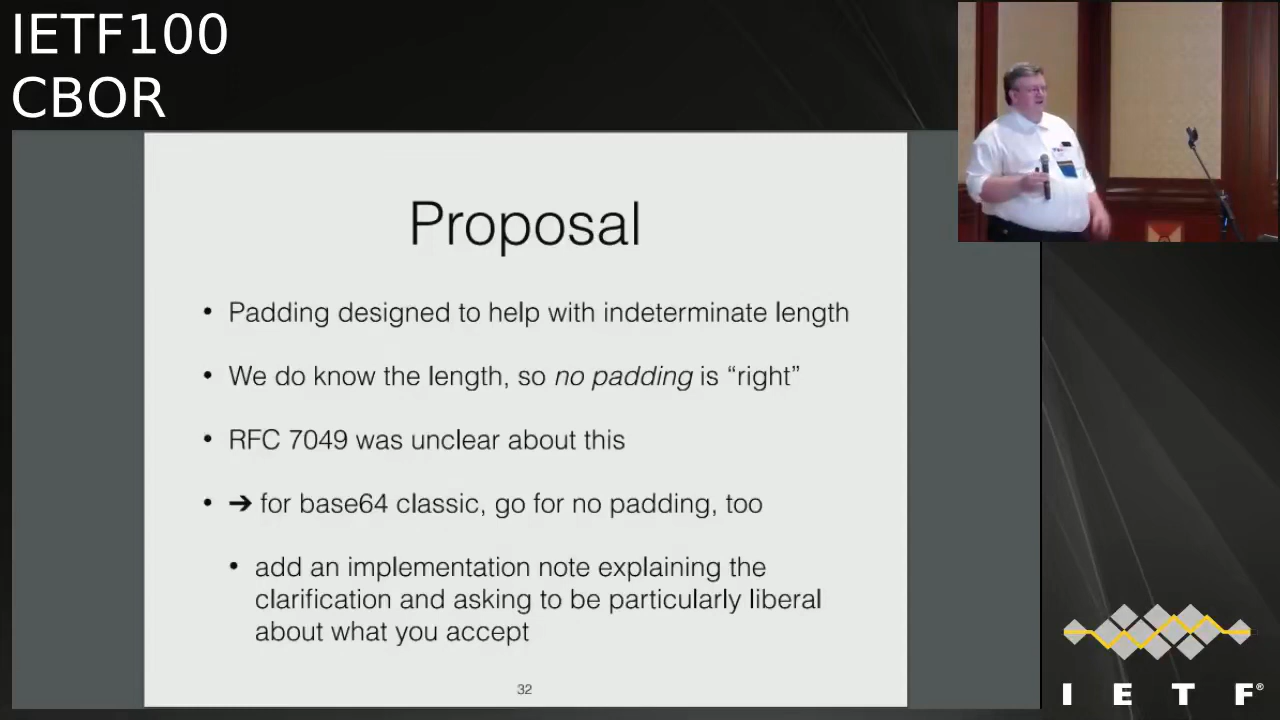 IETF100
CBOR
Proposal
• Padding designed to help with indeterminate length
• We do know the length, so no padding is “right”
• RFC 7049 was unclear about this
• ➔ for base64 classic, go for no padding, too
• add an implementation note explaining the
clarification and asking to be particularly liberal
about what you accept
32
I E T F®